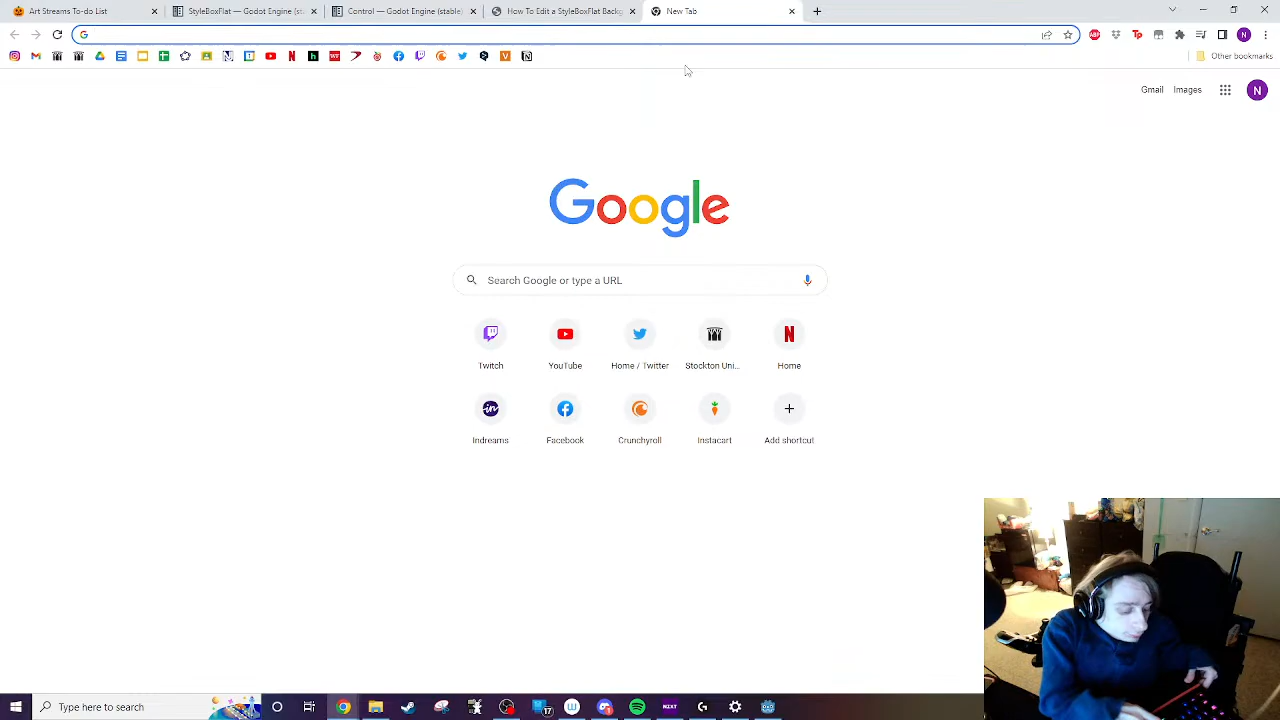 Art Streams To-do List
StyleBoxFlat — Godot Engine (sta
Control — Godot Engine (stable)
How To Edit a StyleBoxFlat Backg
New Tab
Other bookmarks
Gmail
Images
N
Google
Search Google or type a URL
Twitch
YouTube
Home / Twitter
Stockton Uni...
Home
Indreams
Facebook
Crunchyroll
Instacart
Add shortcut
Type here to search